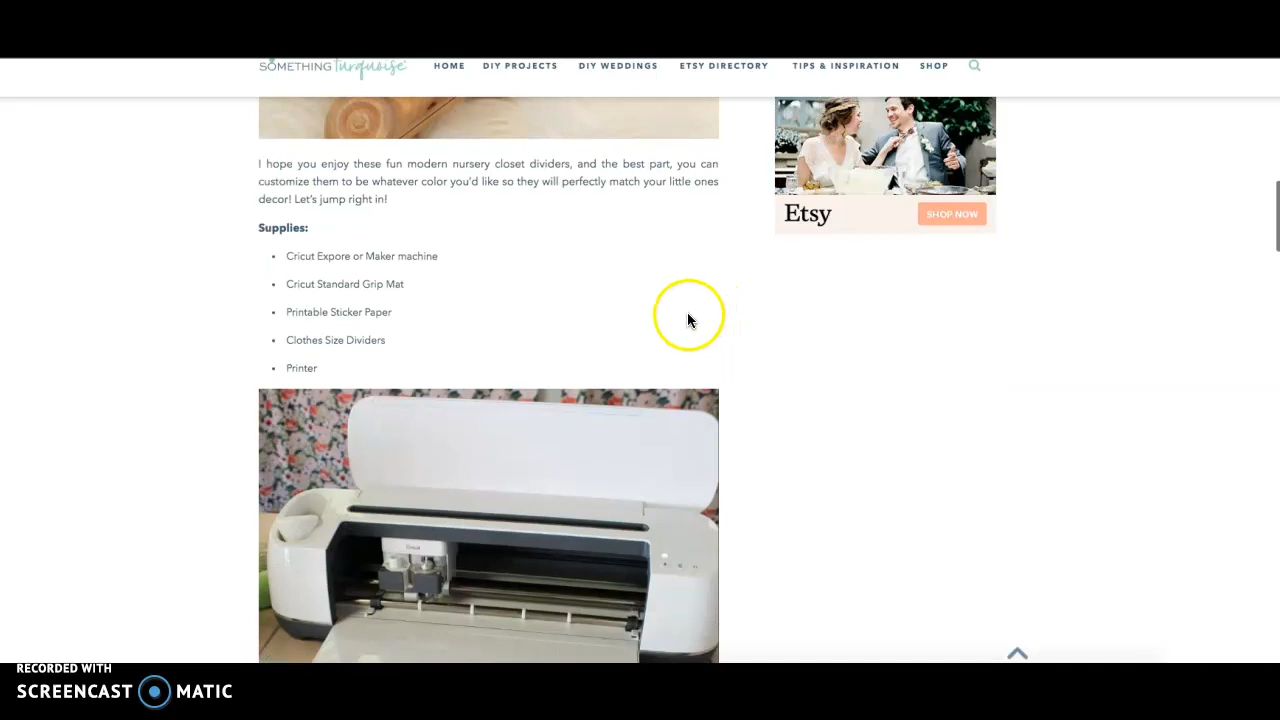 SOMETHING turquoise
HOME DIY PROJECTS DIY WEDDINGS ETSY DIRECTORY TIPS & INSPIRATION SHOP
I hope you enjoy these fun modern nursery closet dividers, and the best part, you can
customize them to be whatever color you'd like so they will perfectly match your little ones
decor! Let's jump right in!
Supplies:
Cricut Expore or Maker machine
Cricut Standard Grip Mat
Printable Sticker Paper
Clothes Size Dividers
Printer
Etsy
SHOP NOW
Cricut
RECORDED WITH
SCREENCAST MATIC